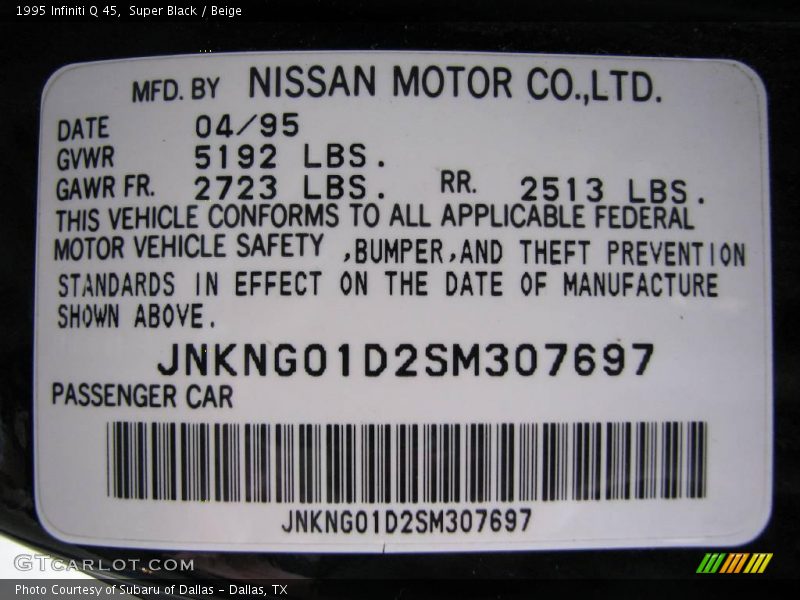 1995 Infiniti Q 45,  Super Black / Beige
MFD. BY NISSAN MOTOR CO.,LTD.
DATE 04/95
GVWR 5192 LBS.
GAWR FR. 2723 LBS. RR. 2513 LBS.
THIS VEHICLE CONFORMS TO ALL APPLICABLE FEDERAL
MOTOR VEHICLE SAFETY ,BUMPER,AND THEFT PREVENTION
STANDARDS IN EFFECT ON THE DATE OF MANUFACTURE
SHOWN ABOVE.
JNKNG01D2SM307697
PASSENGER CAR
JNKNG01D2SM307697
GTCARLOT.COM
Photo Courtesy of Subaru of Dallas - Dallas, TX